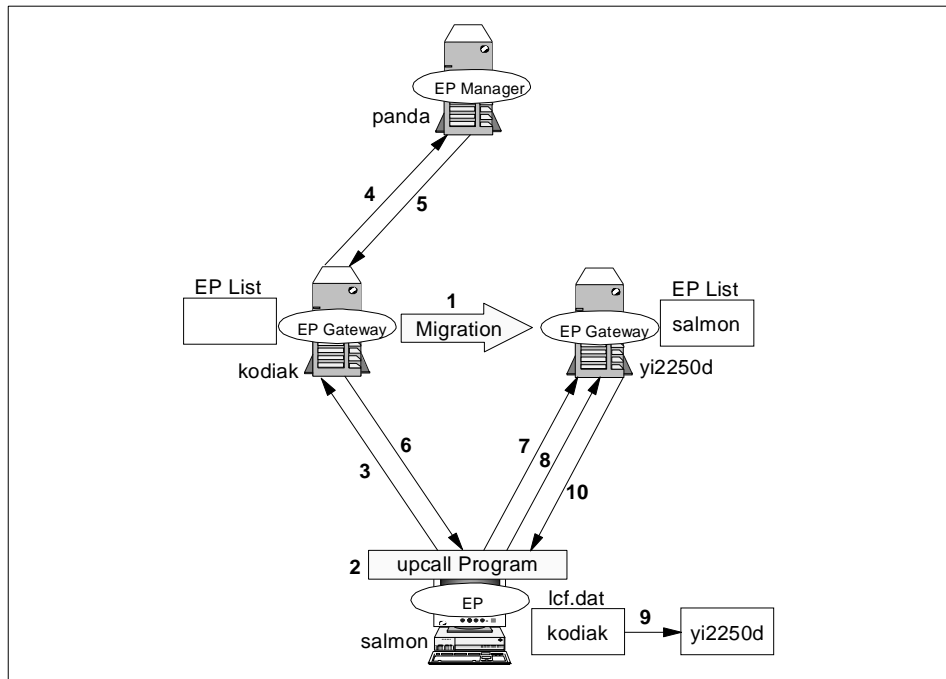 EP Manager
panda
4
5
EP List
EP Gateway
kodiak
1
Migration
EP List
EP Gateway
salmon
yi2250d
6
3
7
8
10
2
upcall Program
EP
salmon
lcf.dat
kodiak
9
yi2250d